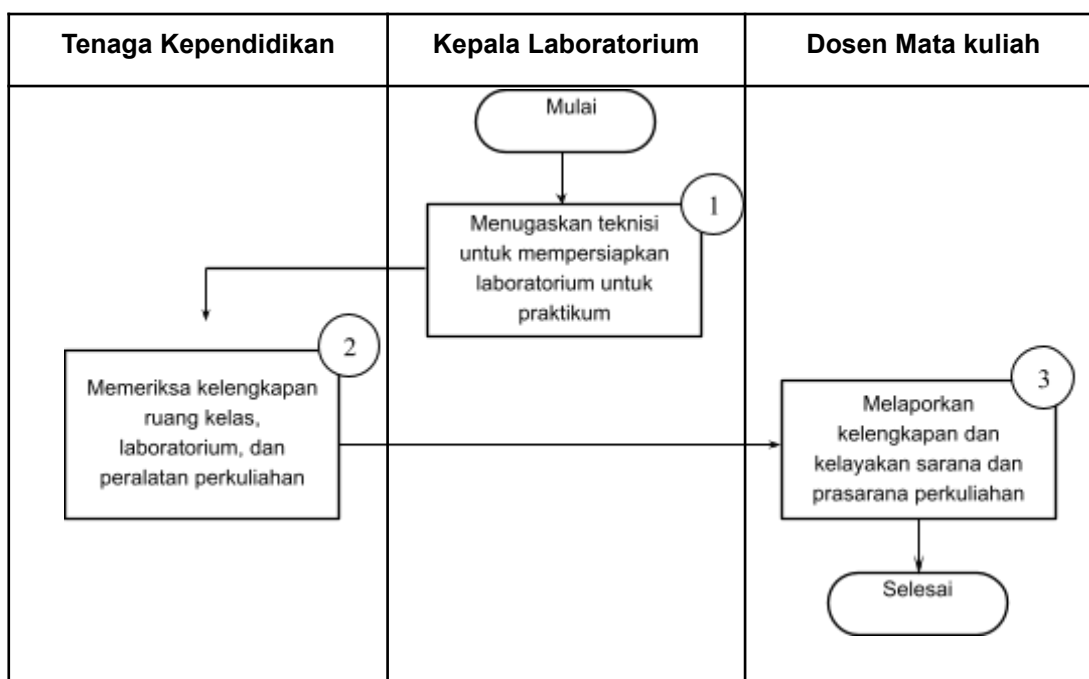 Tenaga Kependidikan
Kepala Laboratorium
Dosen Mata kuliah
Mulai
1
Menugaskan teknisi
untuk mempersiapkan
laboratorium untuk
praktikum
2
Memeriksa kelengkapan
ruang kelas,
laboratorium, dan
peralatan perkuliahan
3
Melaporkan
kelengkapan dan
kelayakan sarana dan
prasarana perkuliahan
Selesai